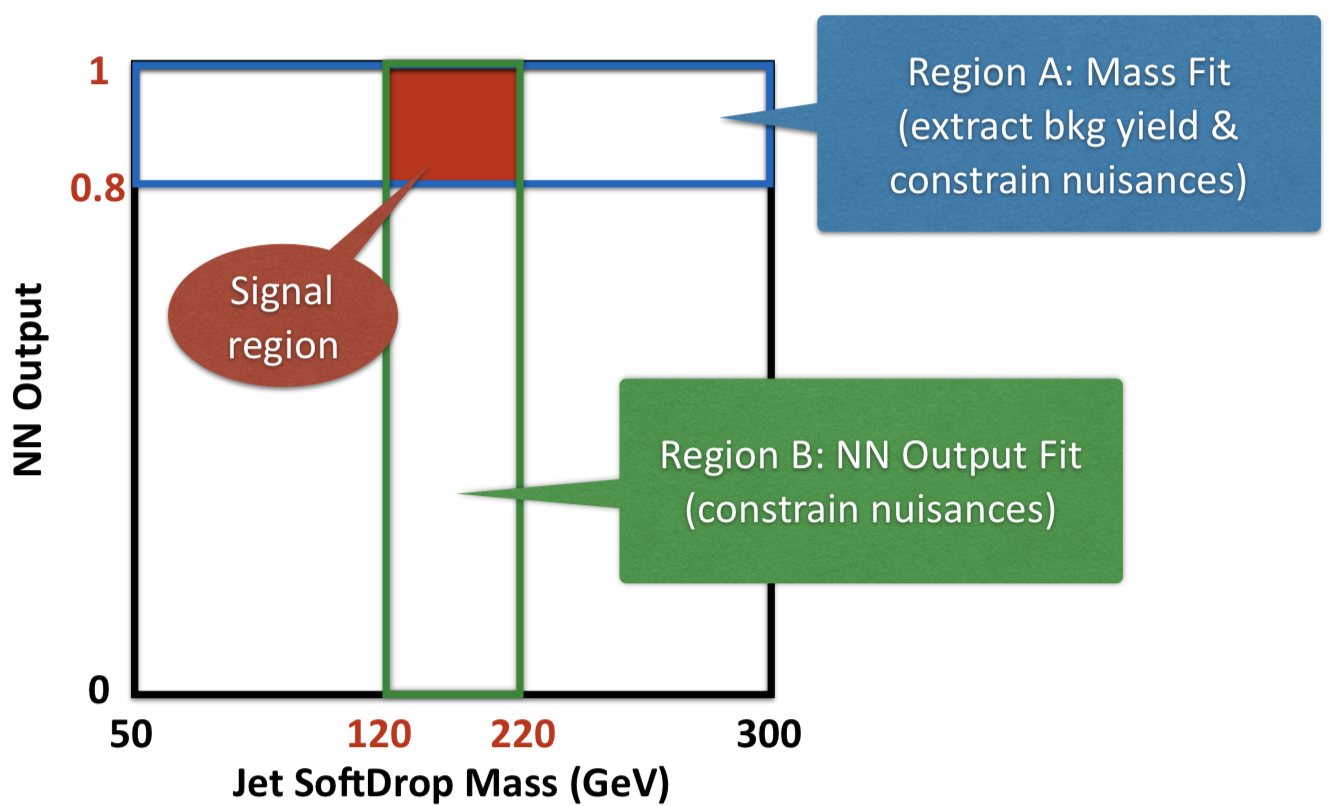 1
0.8
0
NN Output
50
120
220
300
Jet SoftDrop Mass (GeV)
Signal
region
Region A: Mass Fit
(extract bkg yield &
constrain nuisances)
Region B: NN Output Fit
(constrain nuisances)